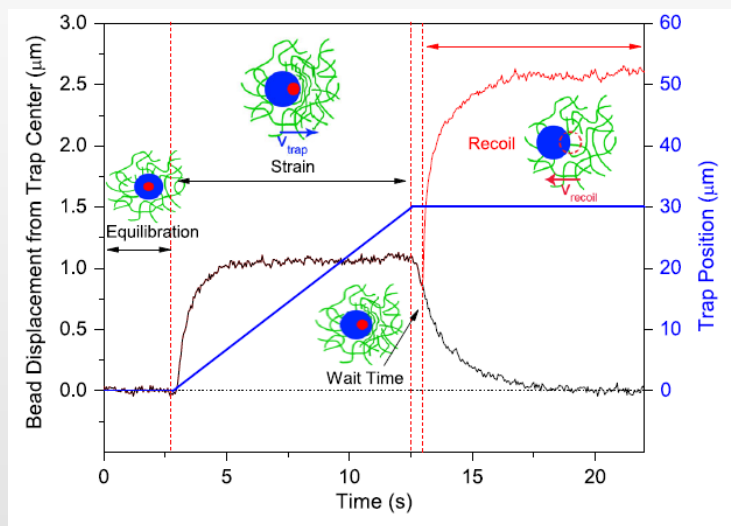 Bead Displacement from Trap Center (μm)
3.0
2.5
2.0
1.5
1.0
0.5
0.0
60
50
40
30
20
10
0
Trap Position (μm)
V trap
Strain
Equilibration
Recoil
V recoil
Wait Time
0
5
10
15
20
Time (s)